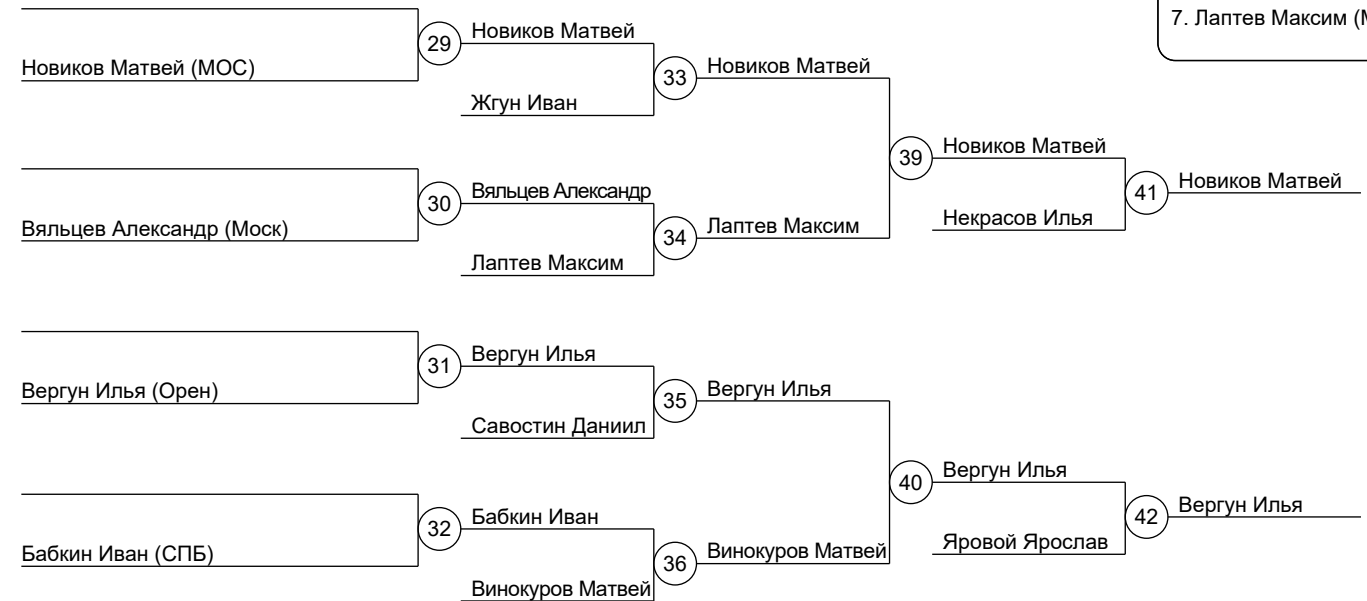 7. Лаптев Максим (
29
Новиков Матвей
Новиков Матвей (МОС)
33
Новиков Матвей
Жгун Иван
39
Новиков Матвей
41
Новиков Матвей
30
Вяльцев Александр
Вяльцев Александр (Моск)
34
Лаптев Максим
Некрасов Илья
Лаптев Максим
31
Вергун Илья
Вергун Илья (Орен)
35
Вергун Илья
Савостин Даниил
40
Вергун Илья
42
Вергун Илья
32
Бабкин Иван
Бабкин Иван (СПБ)
36
Винокуров Матвей
Яровой Ярослав
Винокуров Матвей